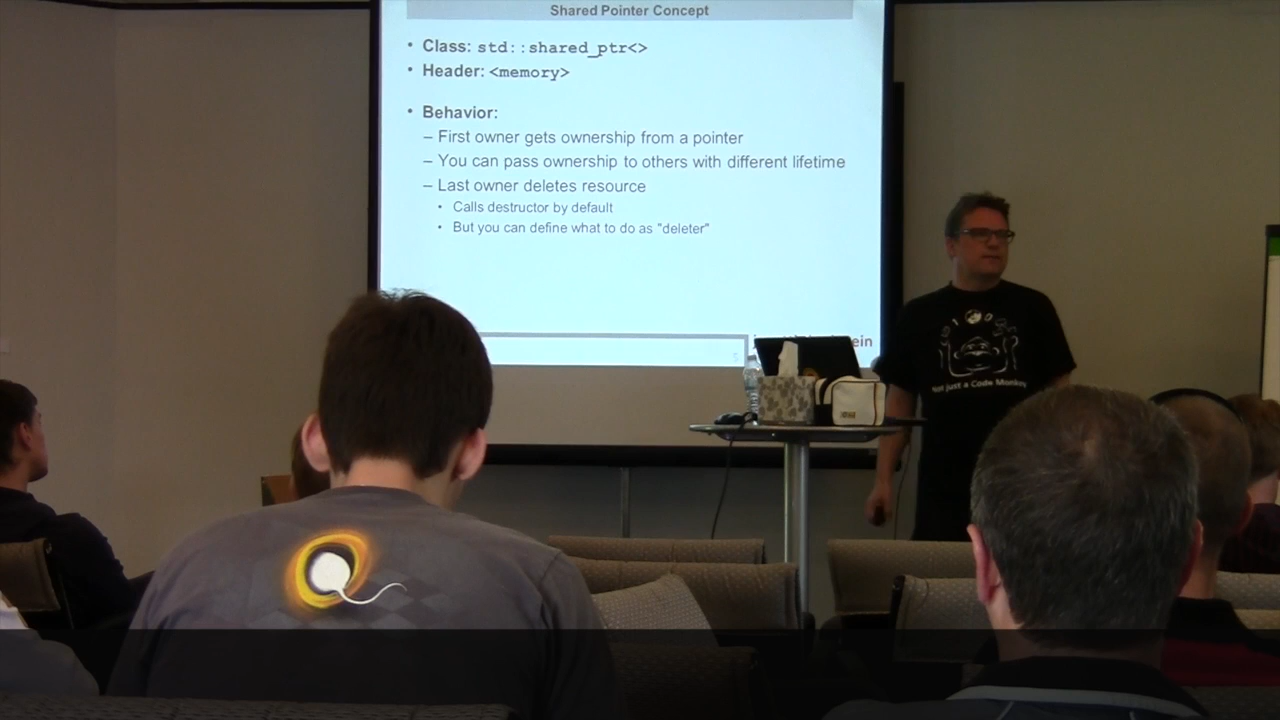 Shared Pointer Concept
• Class: std::shared_ptr<>
• Header: <memory>
• Behavior:
– First owner gets ownership from a pointer
– You can pass ownership to others with different lifetime
– Last owner deletes resource
• Calls destructor by default
• But you can define what to do as "deleter"
5
Not just a Code Monkey